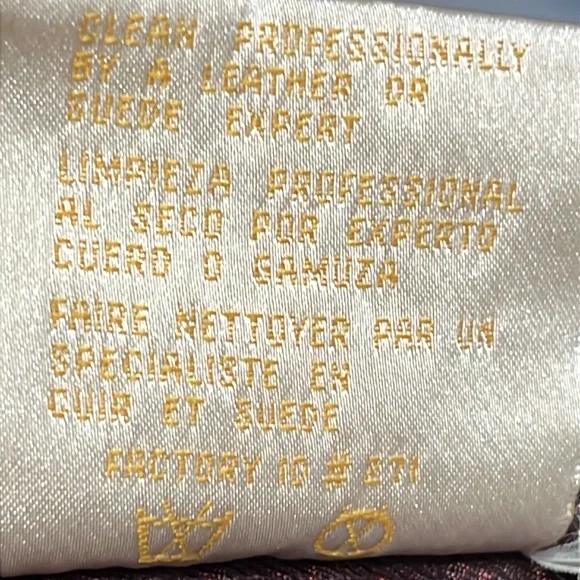 CLEAN PROFESSIONALLY
BY A LEATHER OR
SUEDE EXPERT
LIMPIEZA PROFESSIONAL
AL SECO POR EXPERTO
CUERO O GAMUZA
FAIRE NETTOYER PAR UN
SPECIALISTE EN
CUIR ET SUEDE
FACTORY ID # 871